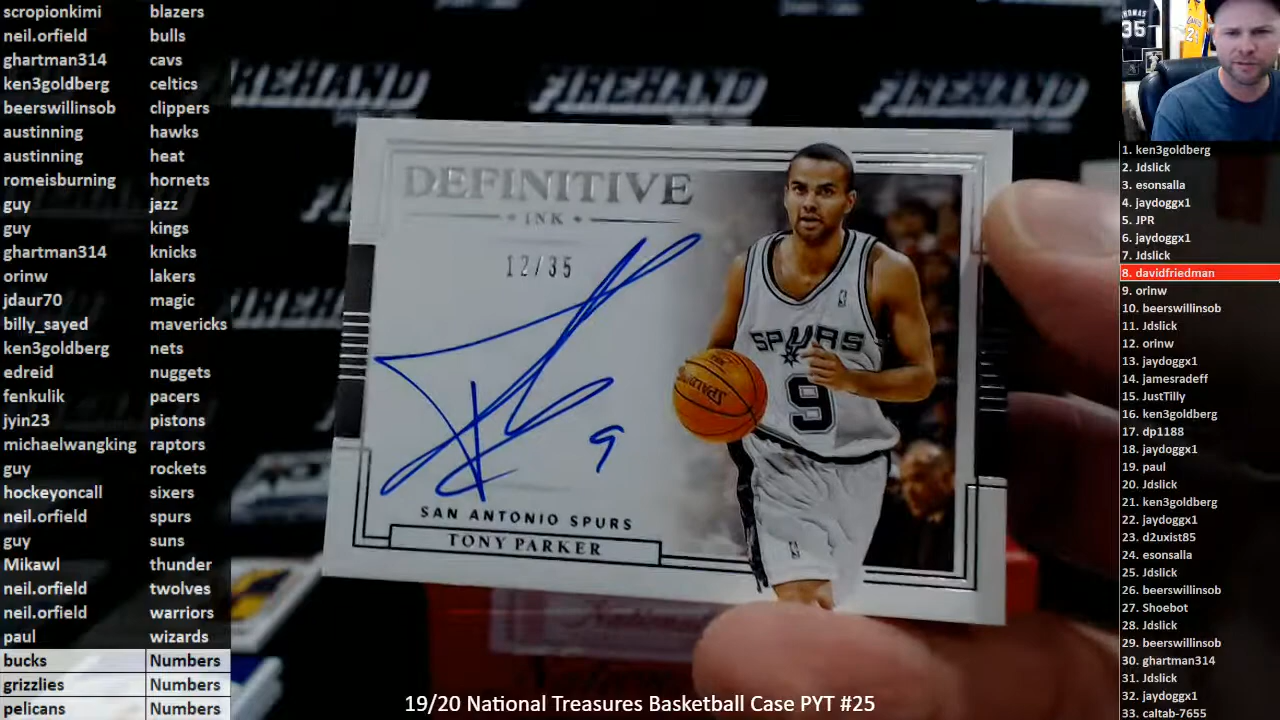 scropionkimi blazers
neil.orfield bulls
ghartman314 cavs
ken3goldberg celtics
beerswillinsob clippers
austinning hawks
austinning heat
romeisburning hornets
guy jazz
guy kings
ghartman314 knicks
orinw lakers
jdaur70 magic
billy_sayed mavericks
ken3goldberg nets
edreid nuggets
fenkulik pacers
jyin23 pistons
michaelwangking raptors
guy rockets
hockeyoncall sixers
neil.orfield spurs
guy suns
Mikawl thunder
neil.orfield twolves
neil.orfield warriors
paul wizards
bucks Numbers
grizzlies Numbers
pelicans Numbers
FIREHAND FIREHAND FIREHAND
DEFINITIVE
INK
12/35
9
SAN ANTONIO SPURS
TONY PARKER
SPURS
9
SPALDING
National
19/20 National Treasures Basketball Case PYT #25
35
1. ken3goldberg
2. Jdslick
3. esonsalla
4. jaydoggx1
5. JPR
6. jaydoggx1
7. Jdslick
8. davidfriedman
9. orinw
10. beerswillinsob
11. Jdslick
12. orinw
13. jaydoggx1
14. jamesradeff
15. JustTilly
16. ken3goldberg
17. dp1188
18. jaydoggx1
19. paul
20. Jdslick
21. ken3goldberg
22. jaydoggx1
23. d2uxist85
24. esonsalla
25. Jdslick
26. beerswillinsob
27. Shoebot
28. Jdslick
29. beerswillinsob
30. ghartman314
31. Jdslick
32. jaydoggx1
33. caltab-7655